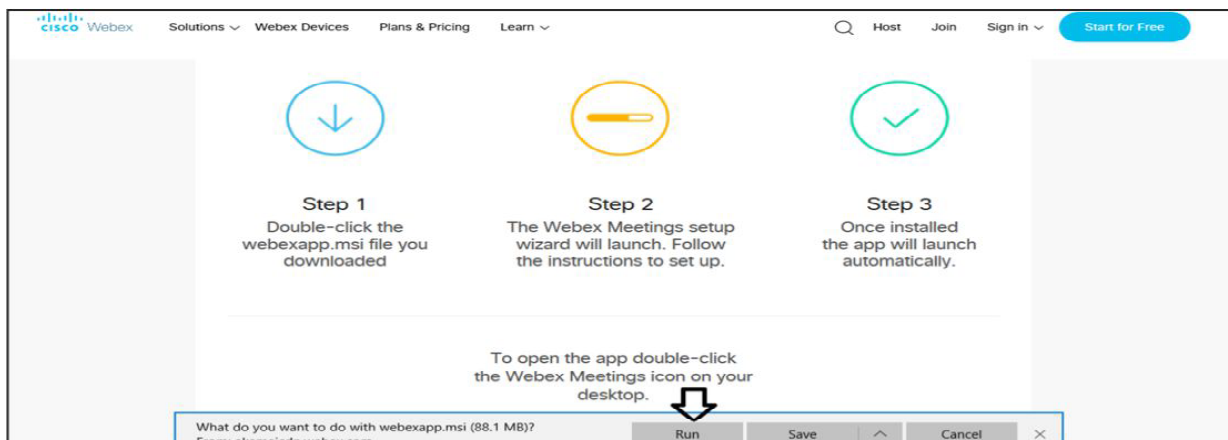 cisco Webex Solutions Webex Devices Plans & Pricing Learn Host Join Sign in Start for Free
Step 1
Double-click the
webexapp.msi file you
downloaded
Step 2
The Webex Meetings setup
wizard will launch. Follow
the instructions to set up.
Step 3
Once installed
the app will launch
automatically.
To open the app double-click
the Webex Meetings icon on your
desktop.
What do you want to do with webexapp.msi (88.1 MB)?
Run Save Cancel